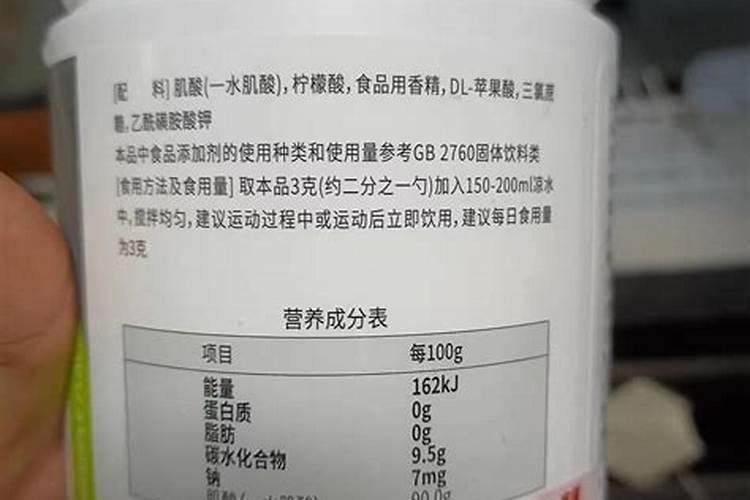 [配 料] 肌酸(一水肌酸), 柠檬酸, 食品用香精, DL-苹果酸, 三氯蔗
糖, 乙酰磺胺酸钾
本品中食品添加剂的使用种类和使用量参考GB 2760固体饮料类
[食用方法及食用量] 取本品3克(约二分之一勺)加入150-200ml凉水
中, 搅拌均匀, 建议运动过程中或运动后立即饮用, 建议每日食用量
为3克
营养成分表
项目 每100g
能量 162kJ
蛋白质 0g
脂肪 0g
碳水化合物 9.5g
钠 7mg
90.0g